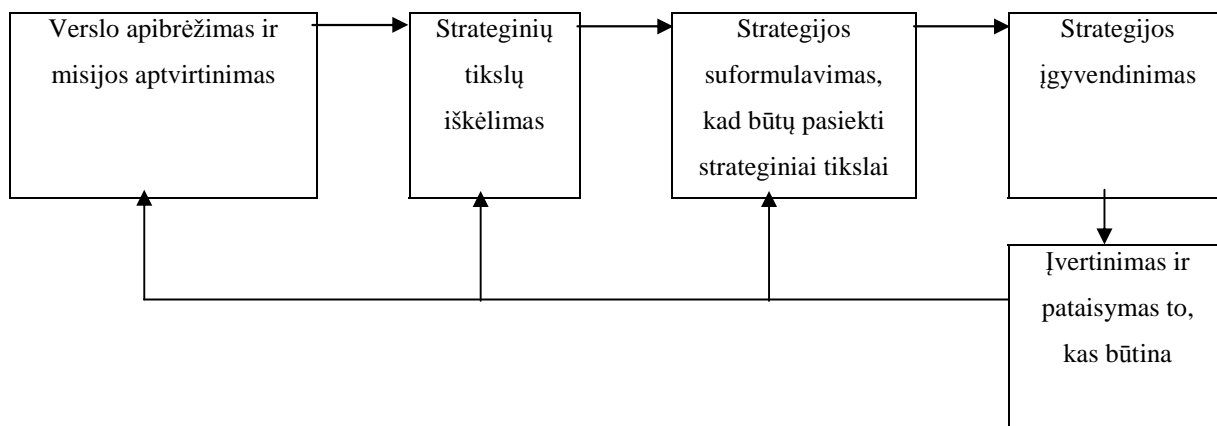 Verslo apibrėžimas ir
misijos aptvirtinimas
Strateginių
tikslų
iškėlimas
Strategijos
suformulavimas,
kad būtų pasiekti
strateginiai tikslai
Strategijos
įgyvendinimas
Įvertinimas ir
pataisymas to,
kas būtina